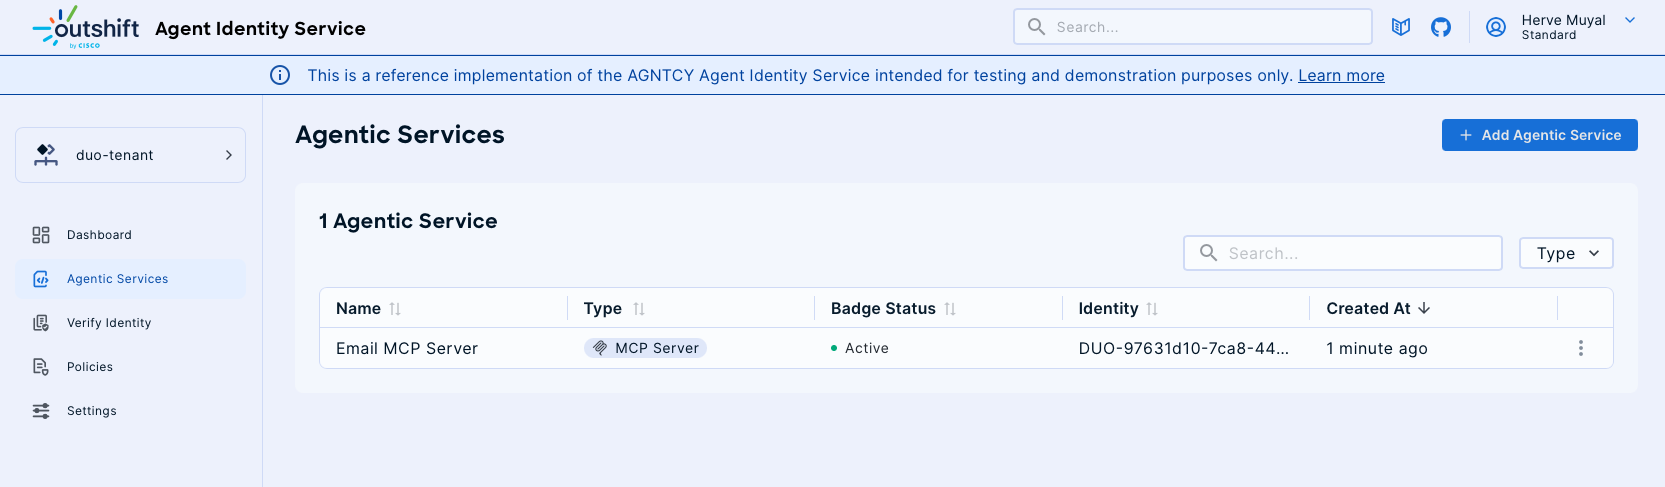 outshift
by CISCO
Agent Identity Service
Search...
Herve Muyal
Standard
This is a reference implementation of the AGNTCY Agent Identity Service intended for testing and demonstration purposes only. Learn more
duo-tenant
Dashboard
Agentic Services
Verify Identity
Policies
Settings
Agentic Services
Add Agentic Service
1 Agentic Service
Search...
Type
Name Type Badge Status Identity Created At
Email MCP Server MCP Server Active DUO-97631d10-7ca8-44... 1 minute ago